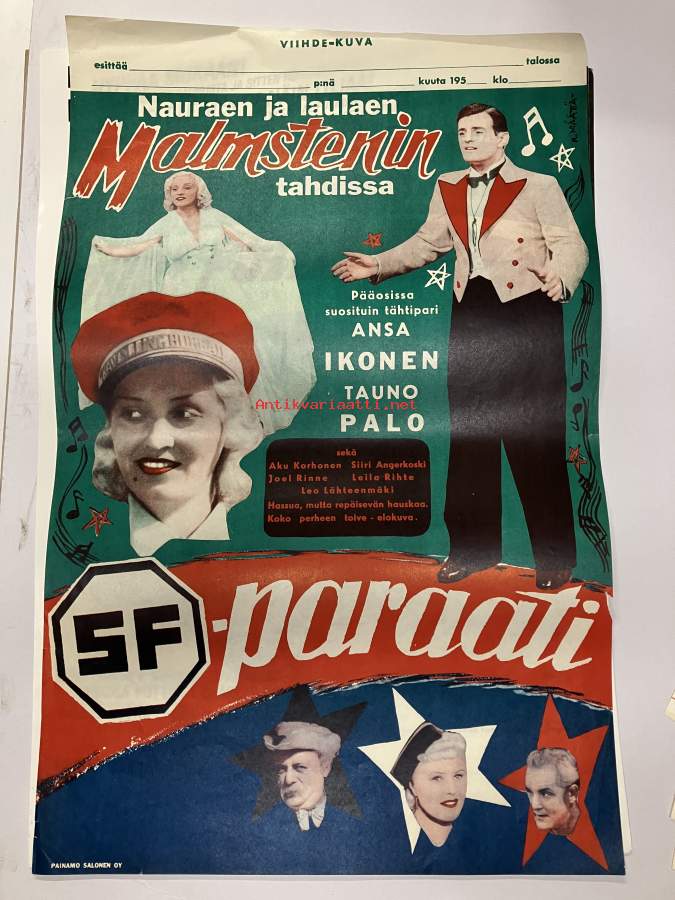 VIIHDE-KUVA
esittää talossa
p:nä kuuta 195 klo
Nauraen ja laulaen
Malmstenin
tahdissa
Pääosissa
suosituin tähtipari
ANSA
IKONEN
TAUNO
PALO
Antikvariaatti.net
sekä
Aku Korhonen Siiri Angerkoski
Joel Rinne Leila Rihte
Leo Lähteenmäki
Hassua, mutta repäisevän hauskaa.
Koko perheen toive-elokuva.
SF-paraati
PAINAMO SALONEN OY